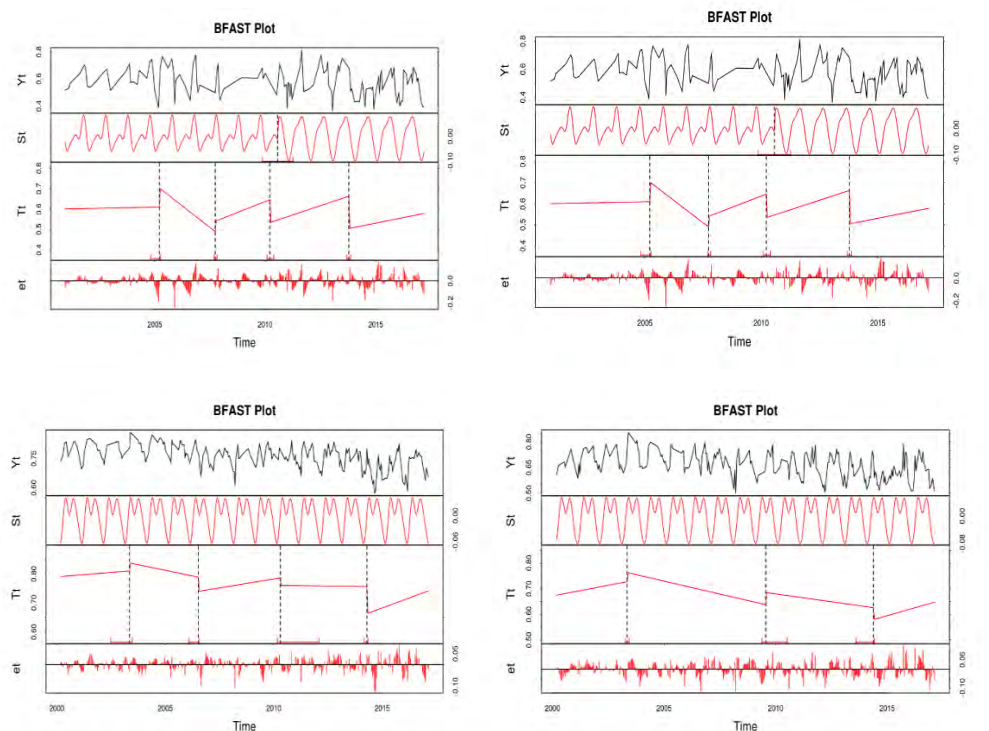 BFAST Plot
Yt
0.4 0.6 0.8
St
-0.10 0.00
Tt
0.4 0.5 0.6 0.7 0.8
et
-0.2 0.0
2005 2010 2015
Time
BFAST Plot
Yt
0.4 0.6 0.8
St
-0.10 0.00
Tt
0.4 0.5 0.6 0.7
et
-0.2 0.0
2005 2010 2015
Time
BFAST Plot
Yt
0.60 0.75
St
-0.06 0.00
Tt
0.60 0.70 0.80
et
-0.10 0.05
2000 2005 2010 2015
Time
BFAST Plot
Yt
0.50 0.65 0.80
St
-0.08 0.00
Tt
0.50 0.60 0.70 0.80
et
-0.10 0.05
2000 2005 2010 2015
Time